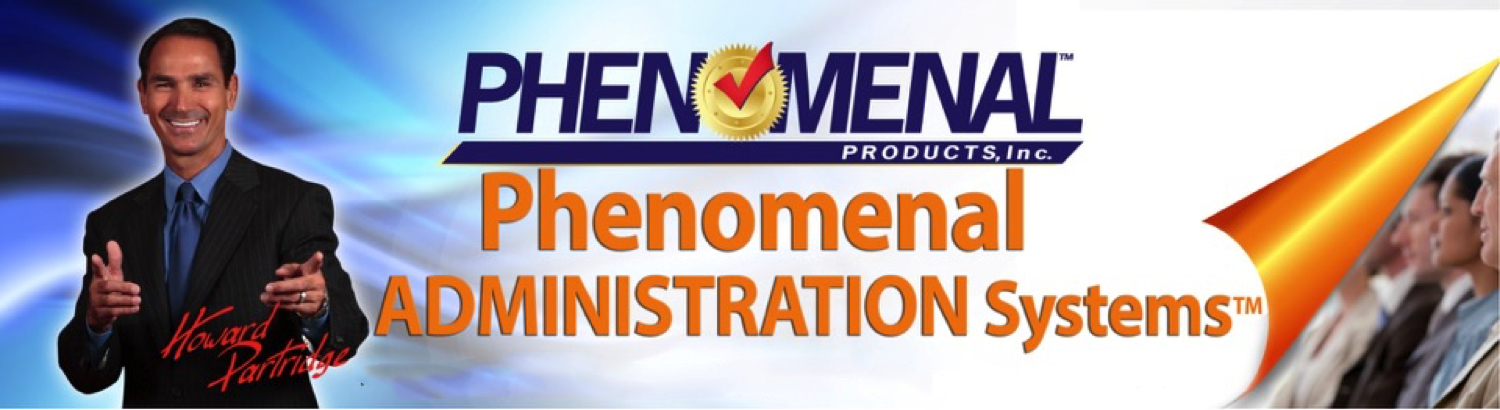 PHENOMENAL™
PRODUCTS, Inc.
Phenomenal
ADMINISTRATION Systems™
Howard
Partridge